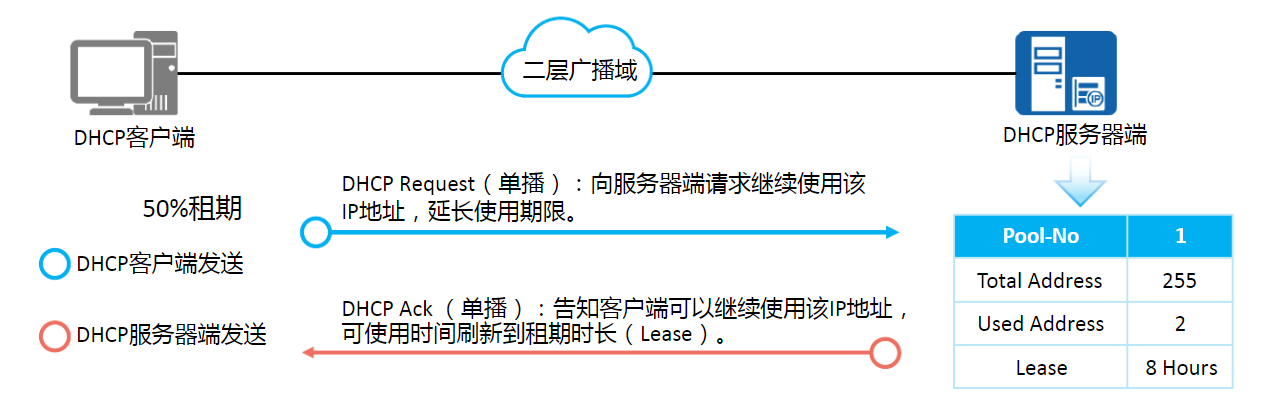 二层广播域
DHCP客户端
DHCP服务器端
DHCP Request（单播）：向服务器端请求继续使用该
IP地址，延长使用期限。
50%租期
DHCP客户端发送
DHCP Ack （单播）：告知客户端可以继续使用该IP地址，
可使用时间刷新到租期时长（Lease）。
DHCP服务器端发送
Pool-No 1
Total Address 255
Used Address 2
Lease 8 Hours
IP